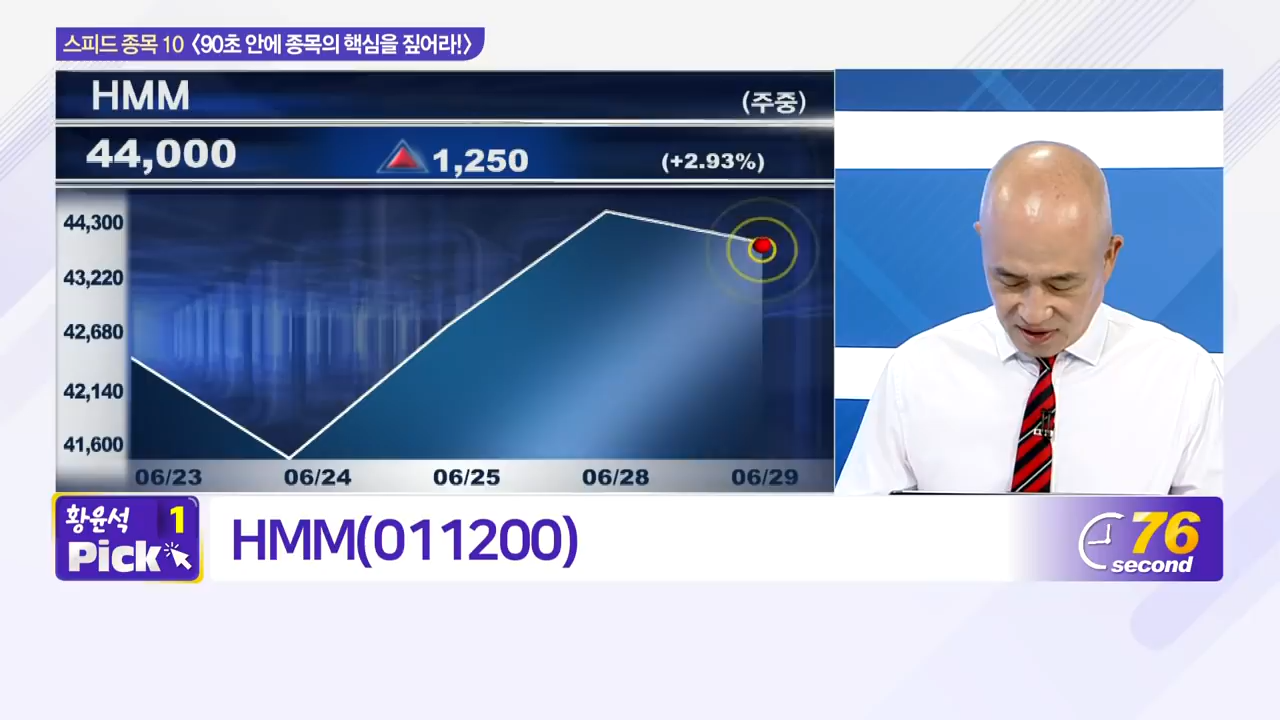 스피드 종목 10 〈90초 안에 종목의 핵심을 짚어라!〉
HMM
(주중)
44,000
1,250
(+2.93%)
44,300
43,220
42,680
42,140
41,600
06/23
06/24
06/25
06/28
06/29
황윤석 1
Pick
HMM(011200)
76
second